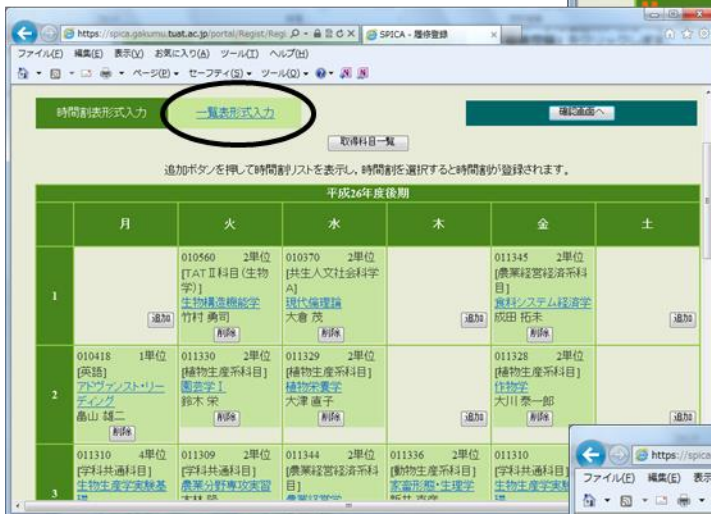 https://spica.gakumu.tuat.ac.jp/portal/Regist/Regi
SPICA - 履修登録
ファイル(F) 編集(E) 表示(V) お気に入り(A) ツール(T) ヘルプ(H)
ページ(P) セーフティ(S) ツール(O)
時間割表形式入力 一覧表形式入力 確認画面へ
取得科目一覧
追加ボタンを押して時間割リストを表示し、時間割を選択すると時間割が登録されます。
平成26年度後期
月 火 水 木 金 土
1
追加
010560 2単位
[TATⅡ科目(生物学)]
生物構造機能学
竹村 勇司
削除
010370 2単位
[共生人文社会科学A]
現代倫理論
大倉 茂
削除
追加
011345 2単位
[農業経営経済系科目]
食料システム経済学
成田 拓未
削除
追加
2
010418 1単位
[英語]
アドヴァンスト・リーディング
畠山 雄二
削除
011330 2単位
[植物生産系科目]
園芸学Ⅰ
鈴木 栄
削除
011329 2単位
[植物生産系科目]
植物栄養学
大津 直子
削除
追加
011328 2単位
[植物生産系科目]
作物学
大川 泰一郎
削除
追加
3
011310 4単位
[学科共通科目]
生物生産学実験基礎
011309 2単位
[学科共通科目]
農業分野専攻実習
011344 2単位
[農業経営経済系科目]
農業経営学
011336 2単位
[動物生産系科目]
家畜形態・生理学
011310
[学科共通科目]
生物生産学実験
https://spica
ファイル(F) 編集(E) 表示